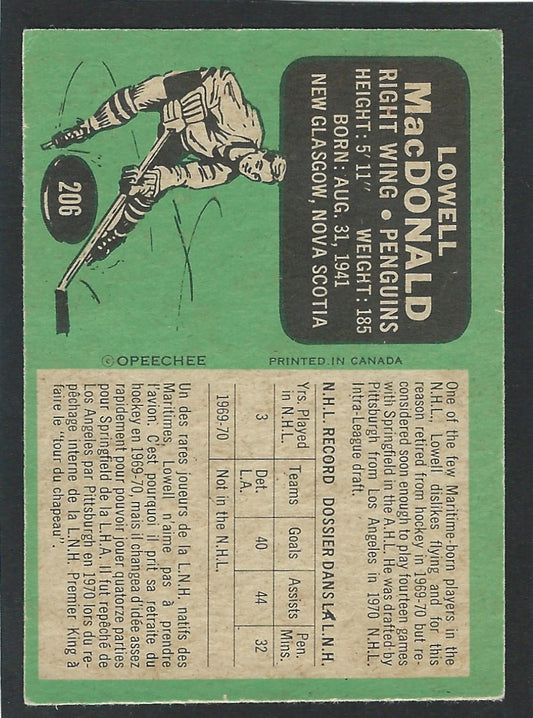 LOWELL
MacDONALD
RIGHT WING • PENGUINS
HEIGHT: 5'11" WEIGHT: 185
BORN: AUG. 31, 1941
NEW GLASGOW, NOVA SCOTIA
206
©OPEECHEE PRINTED IN CANADA
One of the few Maritime-born players in the
N.H.L., Lowell dislikes flying and for this
reason retired from hockey in 1969-70 but re-
considered soon enough to play fourteen games
with Springfield in the A.H.L. He was drafted by
Pittsburgh from Los Angeles in 1970 N.H.L.
Intra-League draft.
N.H.L. RECORD DOSSIER DANS LA L.N.H.
Yrs. Played in N.H.L. Teams Goals Assists Pen. Mins.
3 Det. L.A. 40 44 32
1969-70 Not in the N.H.L.
Un des rares joueurs de la L.N.H. natifs des
Maritimes, Lowell n'aime pas à prendre
l'avion. C'est pourquoi il prit sa retraite du
hockey en 1969-70, mais il changea d'idée assez
rapidement pour pouvoir jouer quatorze parties
pour Springfield de la L.H.A. Il fut repêché de
Los Angeles par Pittsburgh en 1970 lors du re-
pêchage interne de la L.N.H. Premier King à
faire le "tour du chapeau".